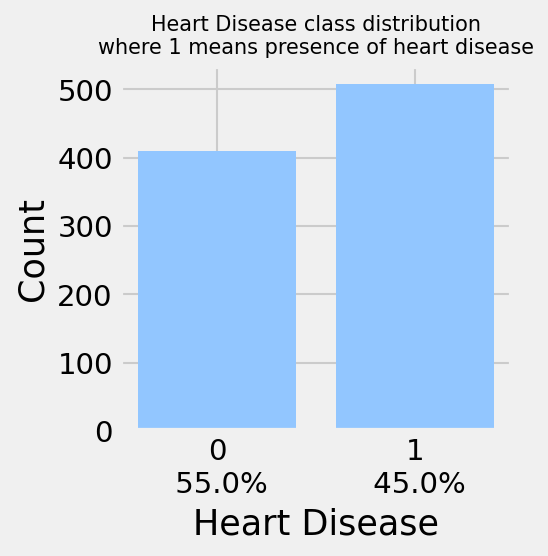 Heart Disease class distribution
where 1 means presence of heart disease
500
400
300
200
100
0
Count
0
1
55.0%
45.0%
Heart Disease